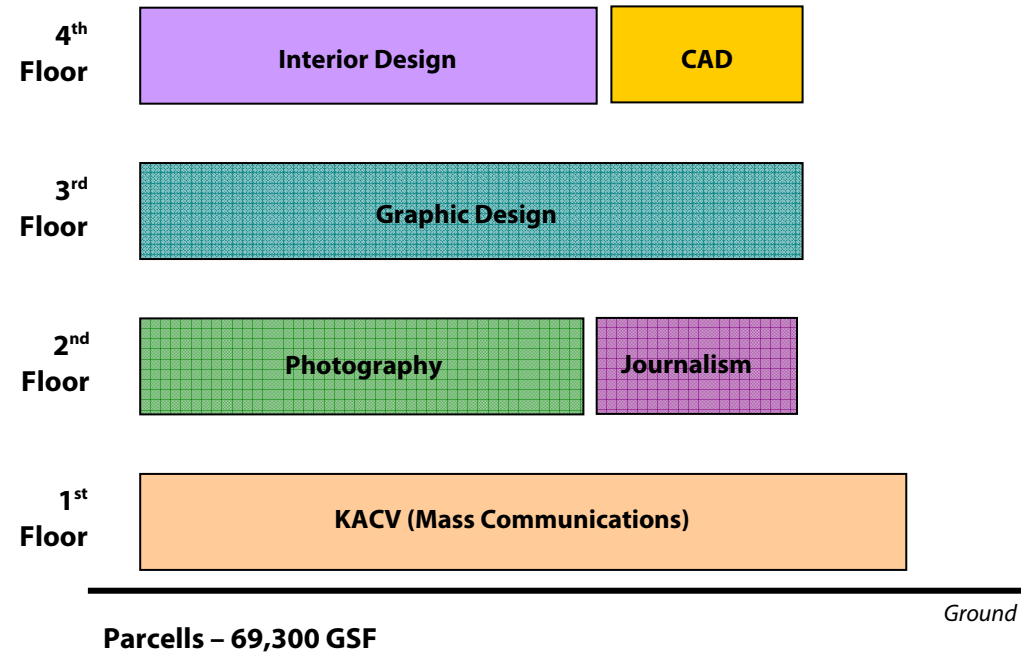 4th
Floor
Interior Design
CAD
3rd
Floor
Graphic Design
2nd
Floor
Photography
Journalism
1st
Floor
KACV (Mass Communications)
Ground
Parcells – 69,300 GSF